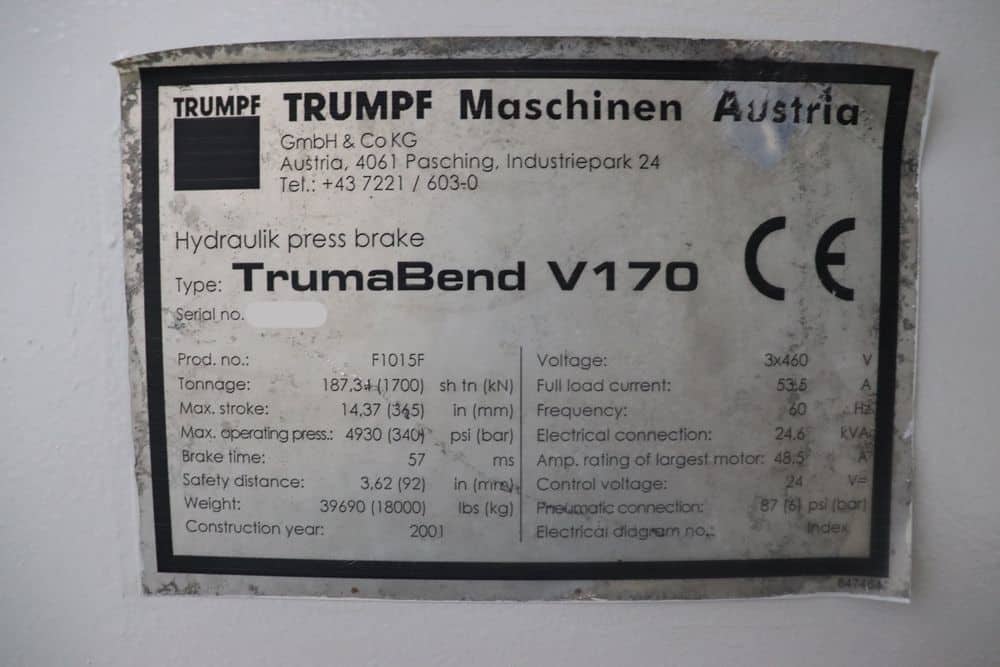 TRUMPF
TRUMPF Maschinen Austria
GmbH & Co KG
Austria, 4061 Pasching, Industriepark 24
Tel.: +43 7221 / 603-0
Hydraulik press brake
CE
Type: TrumaBend V170
Serial no.
Prod. no.: F1015F
Tonnage: 187,34 (1700) sh tn (kN)
Max. stroke: 14,37 (365) in (mm)
Max. operating press.: 4930 (340) psi (bar)
Brake time: 57 ms
Safety distance: 3,62 (92) in (mm)
Weight: 39690 (18000) lbs (kg)
Construction year: 2001
Voltage: 3x460 V
Full load current: 53.5 A
Frequency: 60 Hz
Electrical connection: 24.6 kVA
Amp. rating of largest motor: 48.5 A
Control voltage: 24 V=
Pneumatic connection: 87 (6) psi (bar)
Electrical diagram no.: Index